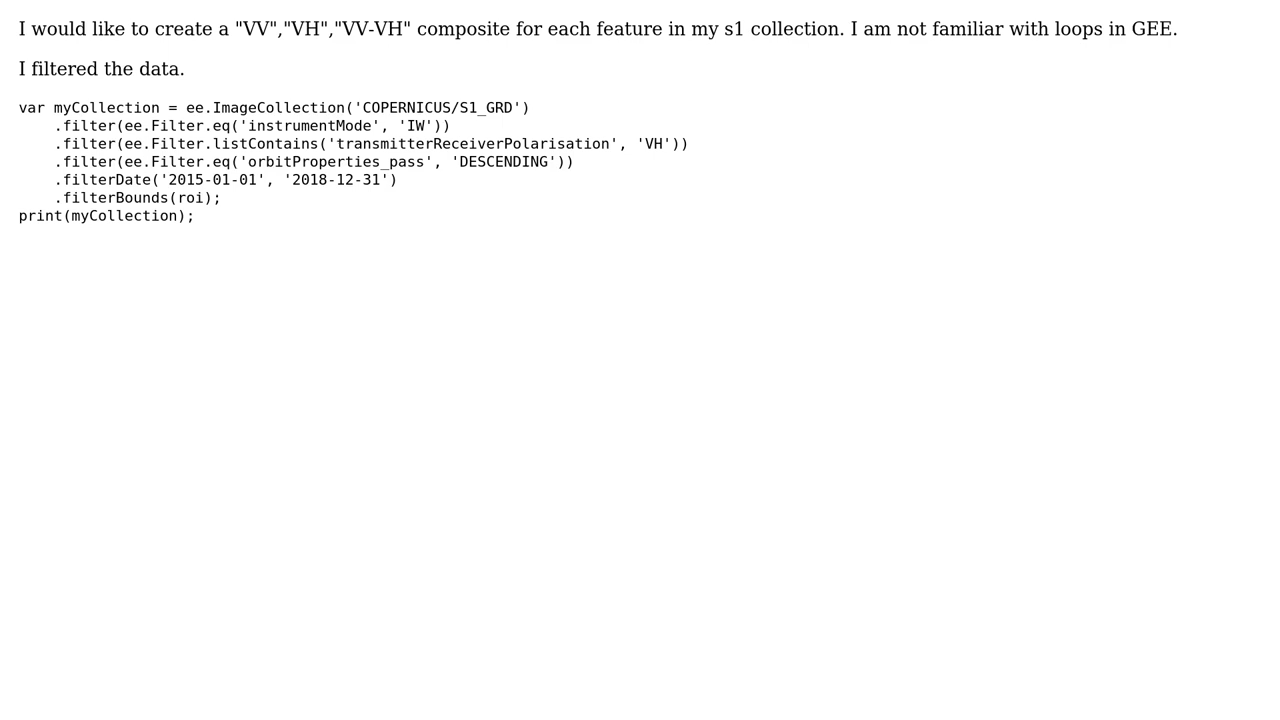 I would like to create a "VV","VH","VV-VH" composite for each feature in my s1 collection. I am not familiar with loops in GEE.
I filtered the data.
var myCollection = ee.ImageCollection('COPERNICUS/S1_GRD')
    .filter(ee.Filter.eq('instrumentMode', 'IW'))
    .filter(ee.Filter.listContains('transmitterReceiverPolarisation', 'VH'))
    .filter(ee.Filter.eq('orbitProperties_pass', 'DESCENDING'))
    .filterDate('2015-01-01', '2018-12-31')
    .filterBounds(roi);
print(myCollection);